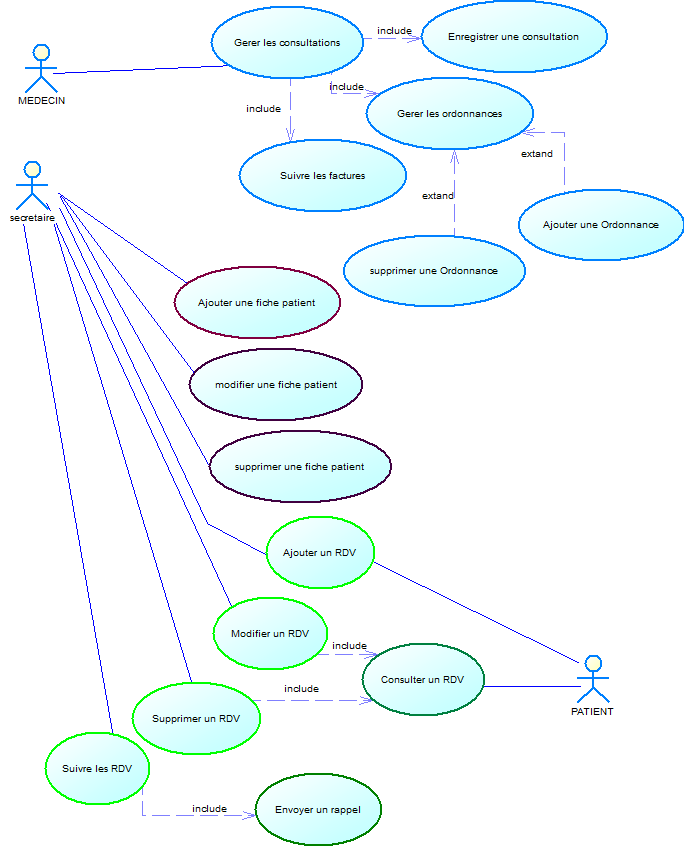 Gerer les consultations
include
Enregistrer une consultation
MEDECIN
include
include
Gerer les ordonnances
extand
Suivre les factures
extand
secretaire
Ajouter une Ordonnance
supprimer une Ordonnance
Ajouter une fiche patient
modifier une fiche patient
supprimer une fiche patient
Ajouter un RDV
Modifier un RDV
include
Consulter un RDV
include
PATIENT
Supprimer un RDV
Suivre les RDV
include
Envoyer un rappel